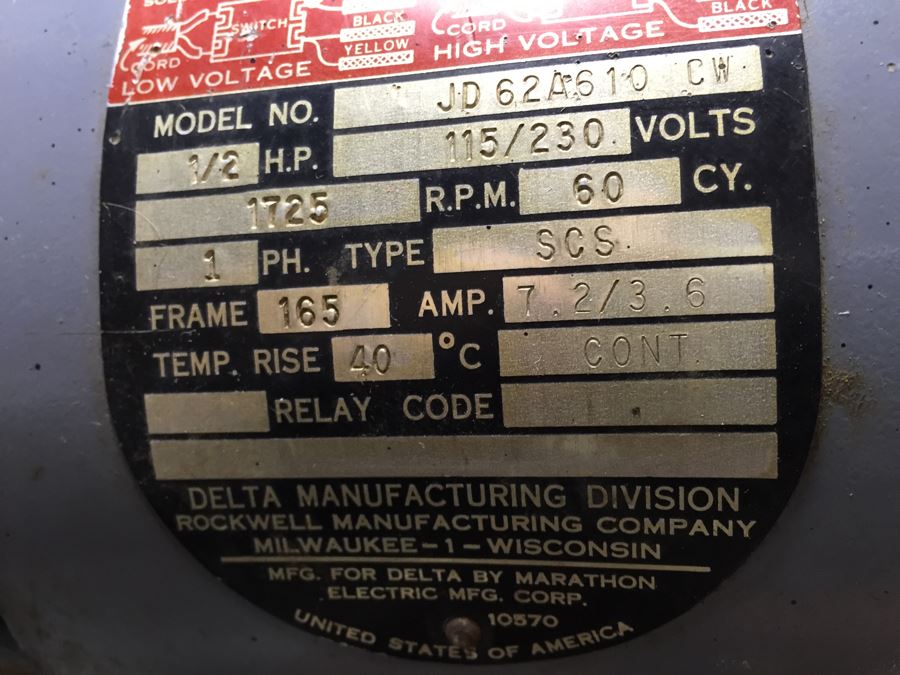 SWITCH
CORD
BLACK
YELLOW
LOW VOLTAGE
CORD
BLACK
HIGH VOLTAGE
MODEL NO. JD62A610 CW
1/2 H.P. 115/230 VOLTS
1725 R.P.M. 60 CY.
1 PH. TYPE SCS
FRAME 165 AMP. 7.2/3.6
TEMP. RISE 40 °C CONT
RELAY CODE
DELTA MANUFACTURING DIVISION
ROCKWELL MANUFACTURING COMPANY
MILWAUKEE-1-WISCONSIN
MFG. FOR DELTA BY MARATHON
ELECTRIC MFG. CORP.
10570
UNITED STATES OF AMERICA